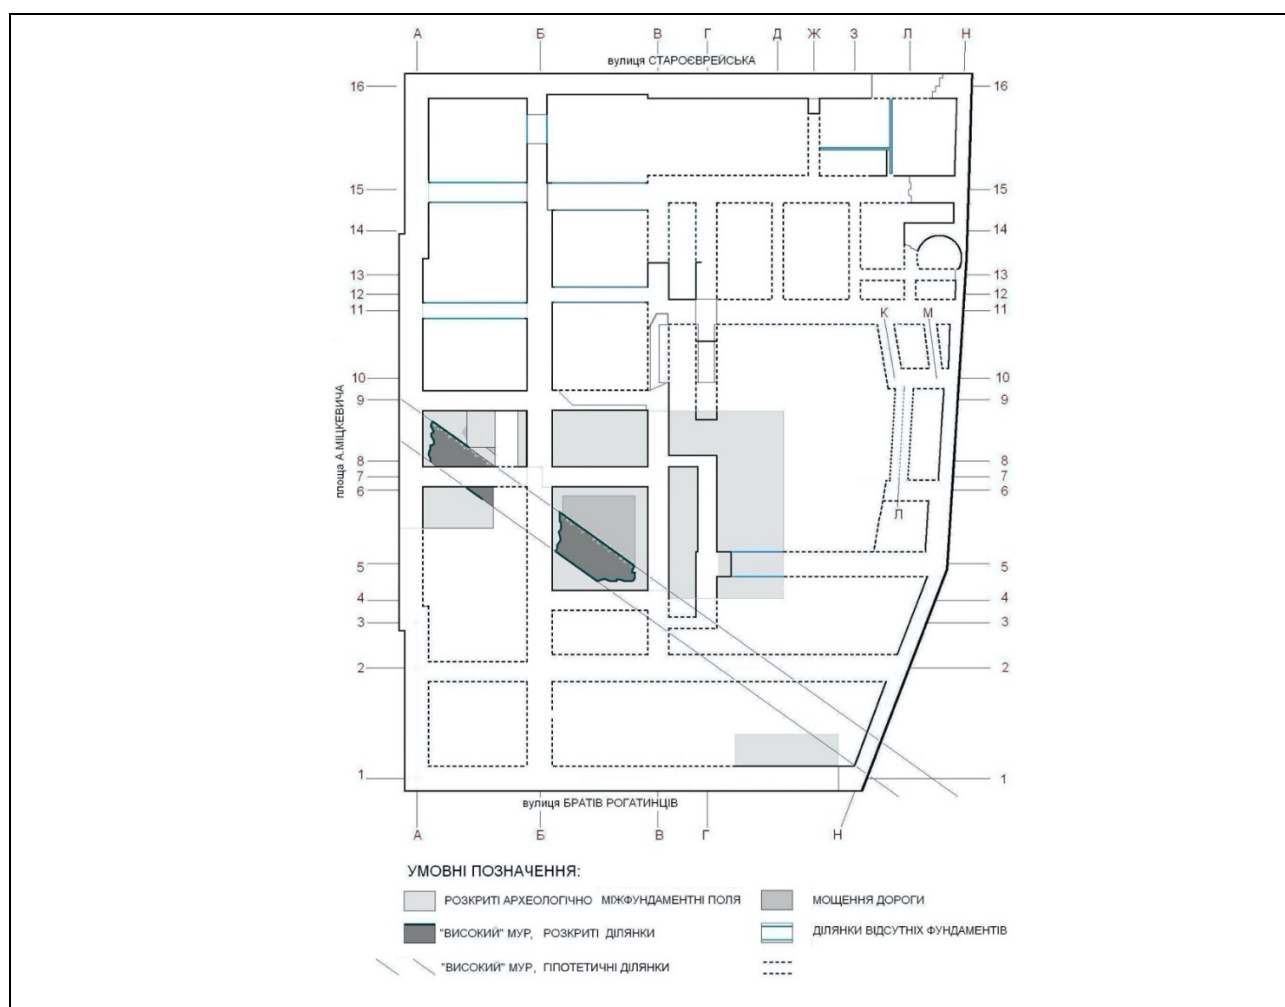 А Б В Г Д Ж З Л Н
вулиця СТАРОЄВРЕЙСЬКА
16 16
15 15
14 14
13 13
12 12
11 11
К М
10 10
9 9
площа А.МІЦКЕВИЧА
8 8
7 7
6 6
Л
5 5
4 4
3 3
2 2
1 1
вулиця БРАТІВ РОГАТИНЦІВ
А Б В Г Н
УМОВНІ ПОЗНАЧЕННЯ:
РОЗКРИТІ АРХЕОЛОГІЧНО МІЖФУНДАМЕНТНІ ПОЛЯ
МОЩЕННЯ ДОРОГИ
"ВИСОКИЙ" МУР, РОЗКРИТІ ДІЛЯНКИ
ДІЛЯНКИ ВІДСУТНІХ ФУНДАМЕНТІВ
"ВИСОКИЙ" МУР, ГІПОТЕТИЧНІ ДІЛЯНКИ